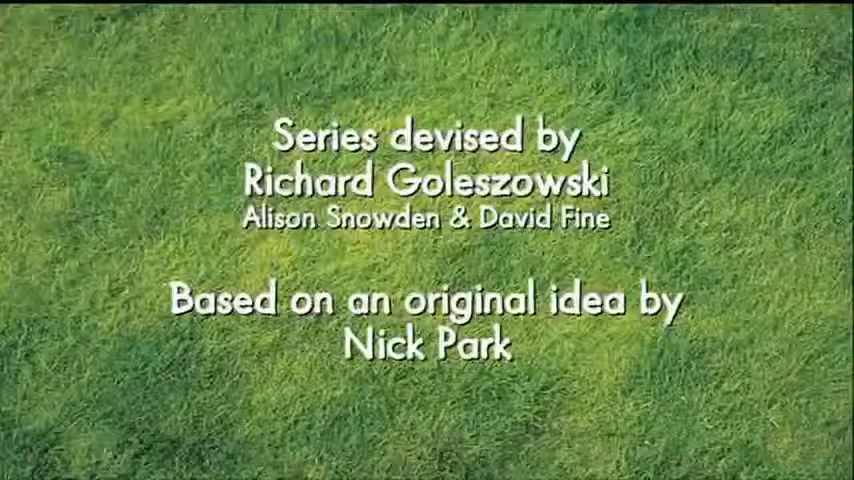 Series devised by
Richard Goleszowski
Alison Snowden & David Fine
Based on an original idea by
Nick Park